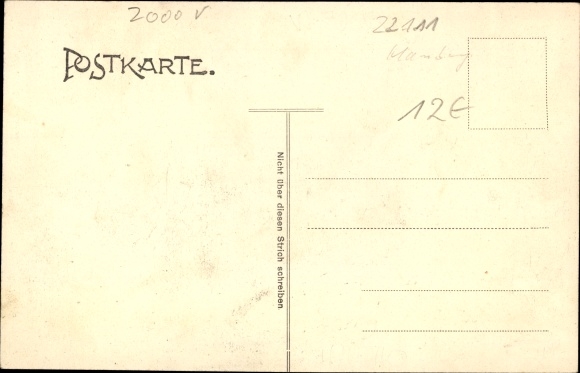 2000 V
22111
Hamburg
POSTKARTE.
12€
Nicht über diesen Strich schreiben